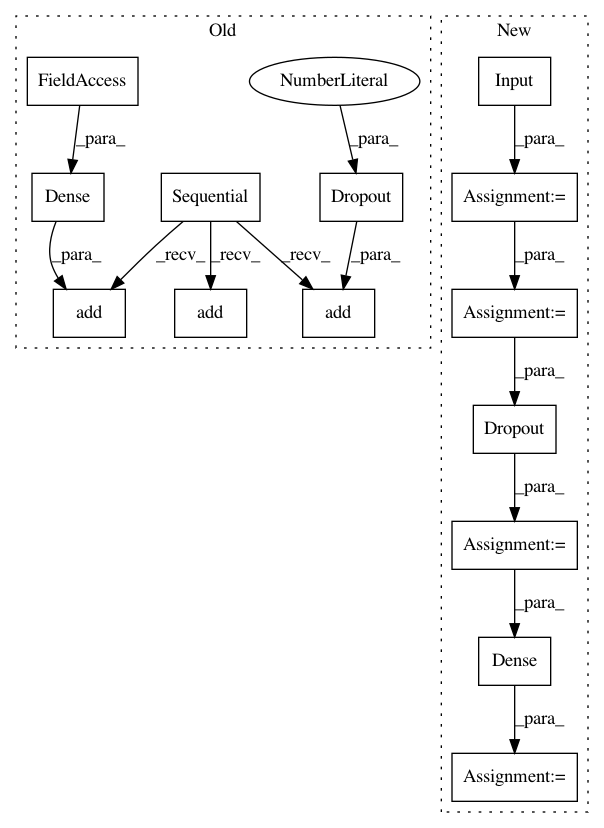 Old
New
FieldAccess
NumberLiteral
Input
_para_
_para_
_para_
Dense
Sequential
Dropout
Assignment:=
_para_
_recv_
_recv_
_recv_
_para_
_para_
add
add
add
Assignment:=
_para_
Dropout
_para_
Assignment:=
_para_
Dense
_para_
Assignment:=